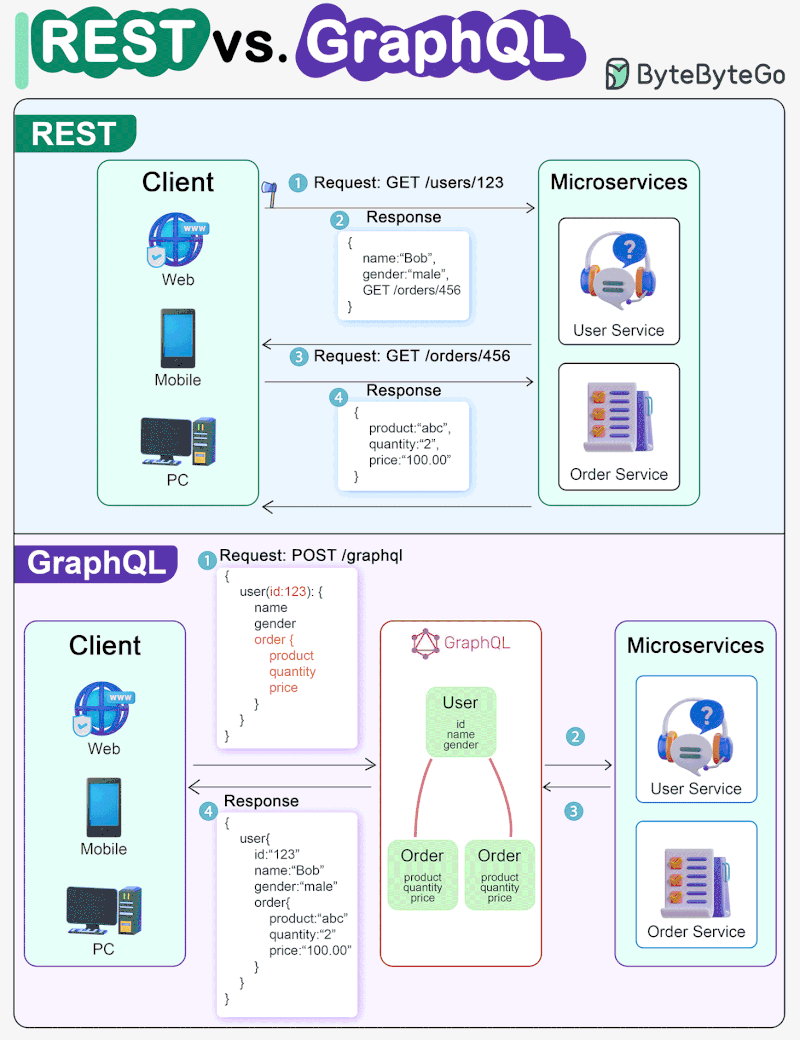 REST vs. GraphQL
ByteByteGo
REST
Client
Web
www
Mobile
PC
1 Request: GET /users/123
2 Response
{
name:“Bob”,
gender:“male”,
GET /orders/456
}
3 Request: GET /orders/456
4 Response
{
product:“abc”,
quantity:“2”,
price:“100.00”
}
Microservices
?
User Service
Order Service
GraphQL
1 Request: POST /graphql
{
user(id:123): {
name
gender
order {
product
quantity
price
}
}
}
Client
www
Web
Mobile
PC
4 Response
{
user{
id:“123”
name:“Bob”
gender:“male”
order{
product:“abc”
quantity:“2”
price:“100.00”
}
}
}
GraphQL
User
id
name
gender
Order
product
quantity
price
Order
product
quantity
price
2
3
Microservices
?
User Service
Order Service